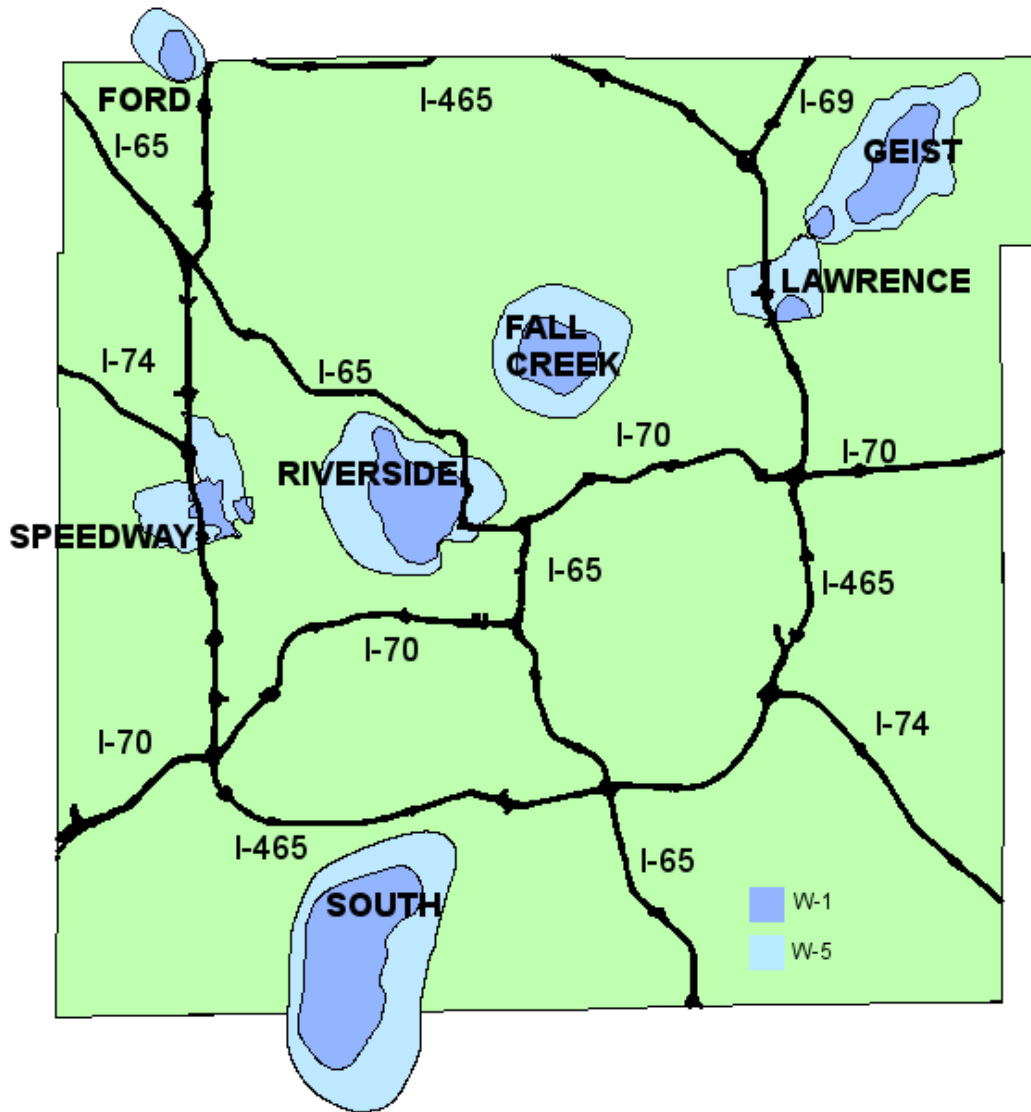 FORD
I-465
I-69
I-65
GEIST
LAWRENCE
FALL
CREEK
I-74
I-65
I-70
I-70
RIVERSIDE
SPEEDWAY
I-65
I-465
I-70
I-74
I-70
I-465
I-65
SOUTH
W-1
W-5